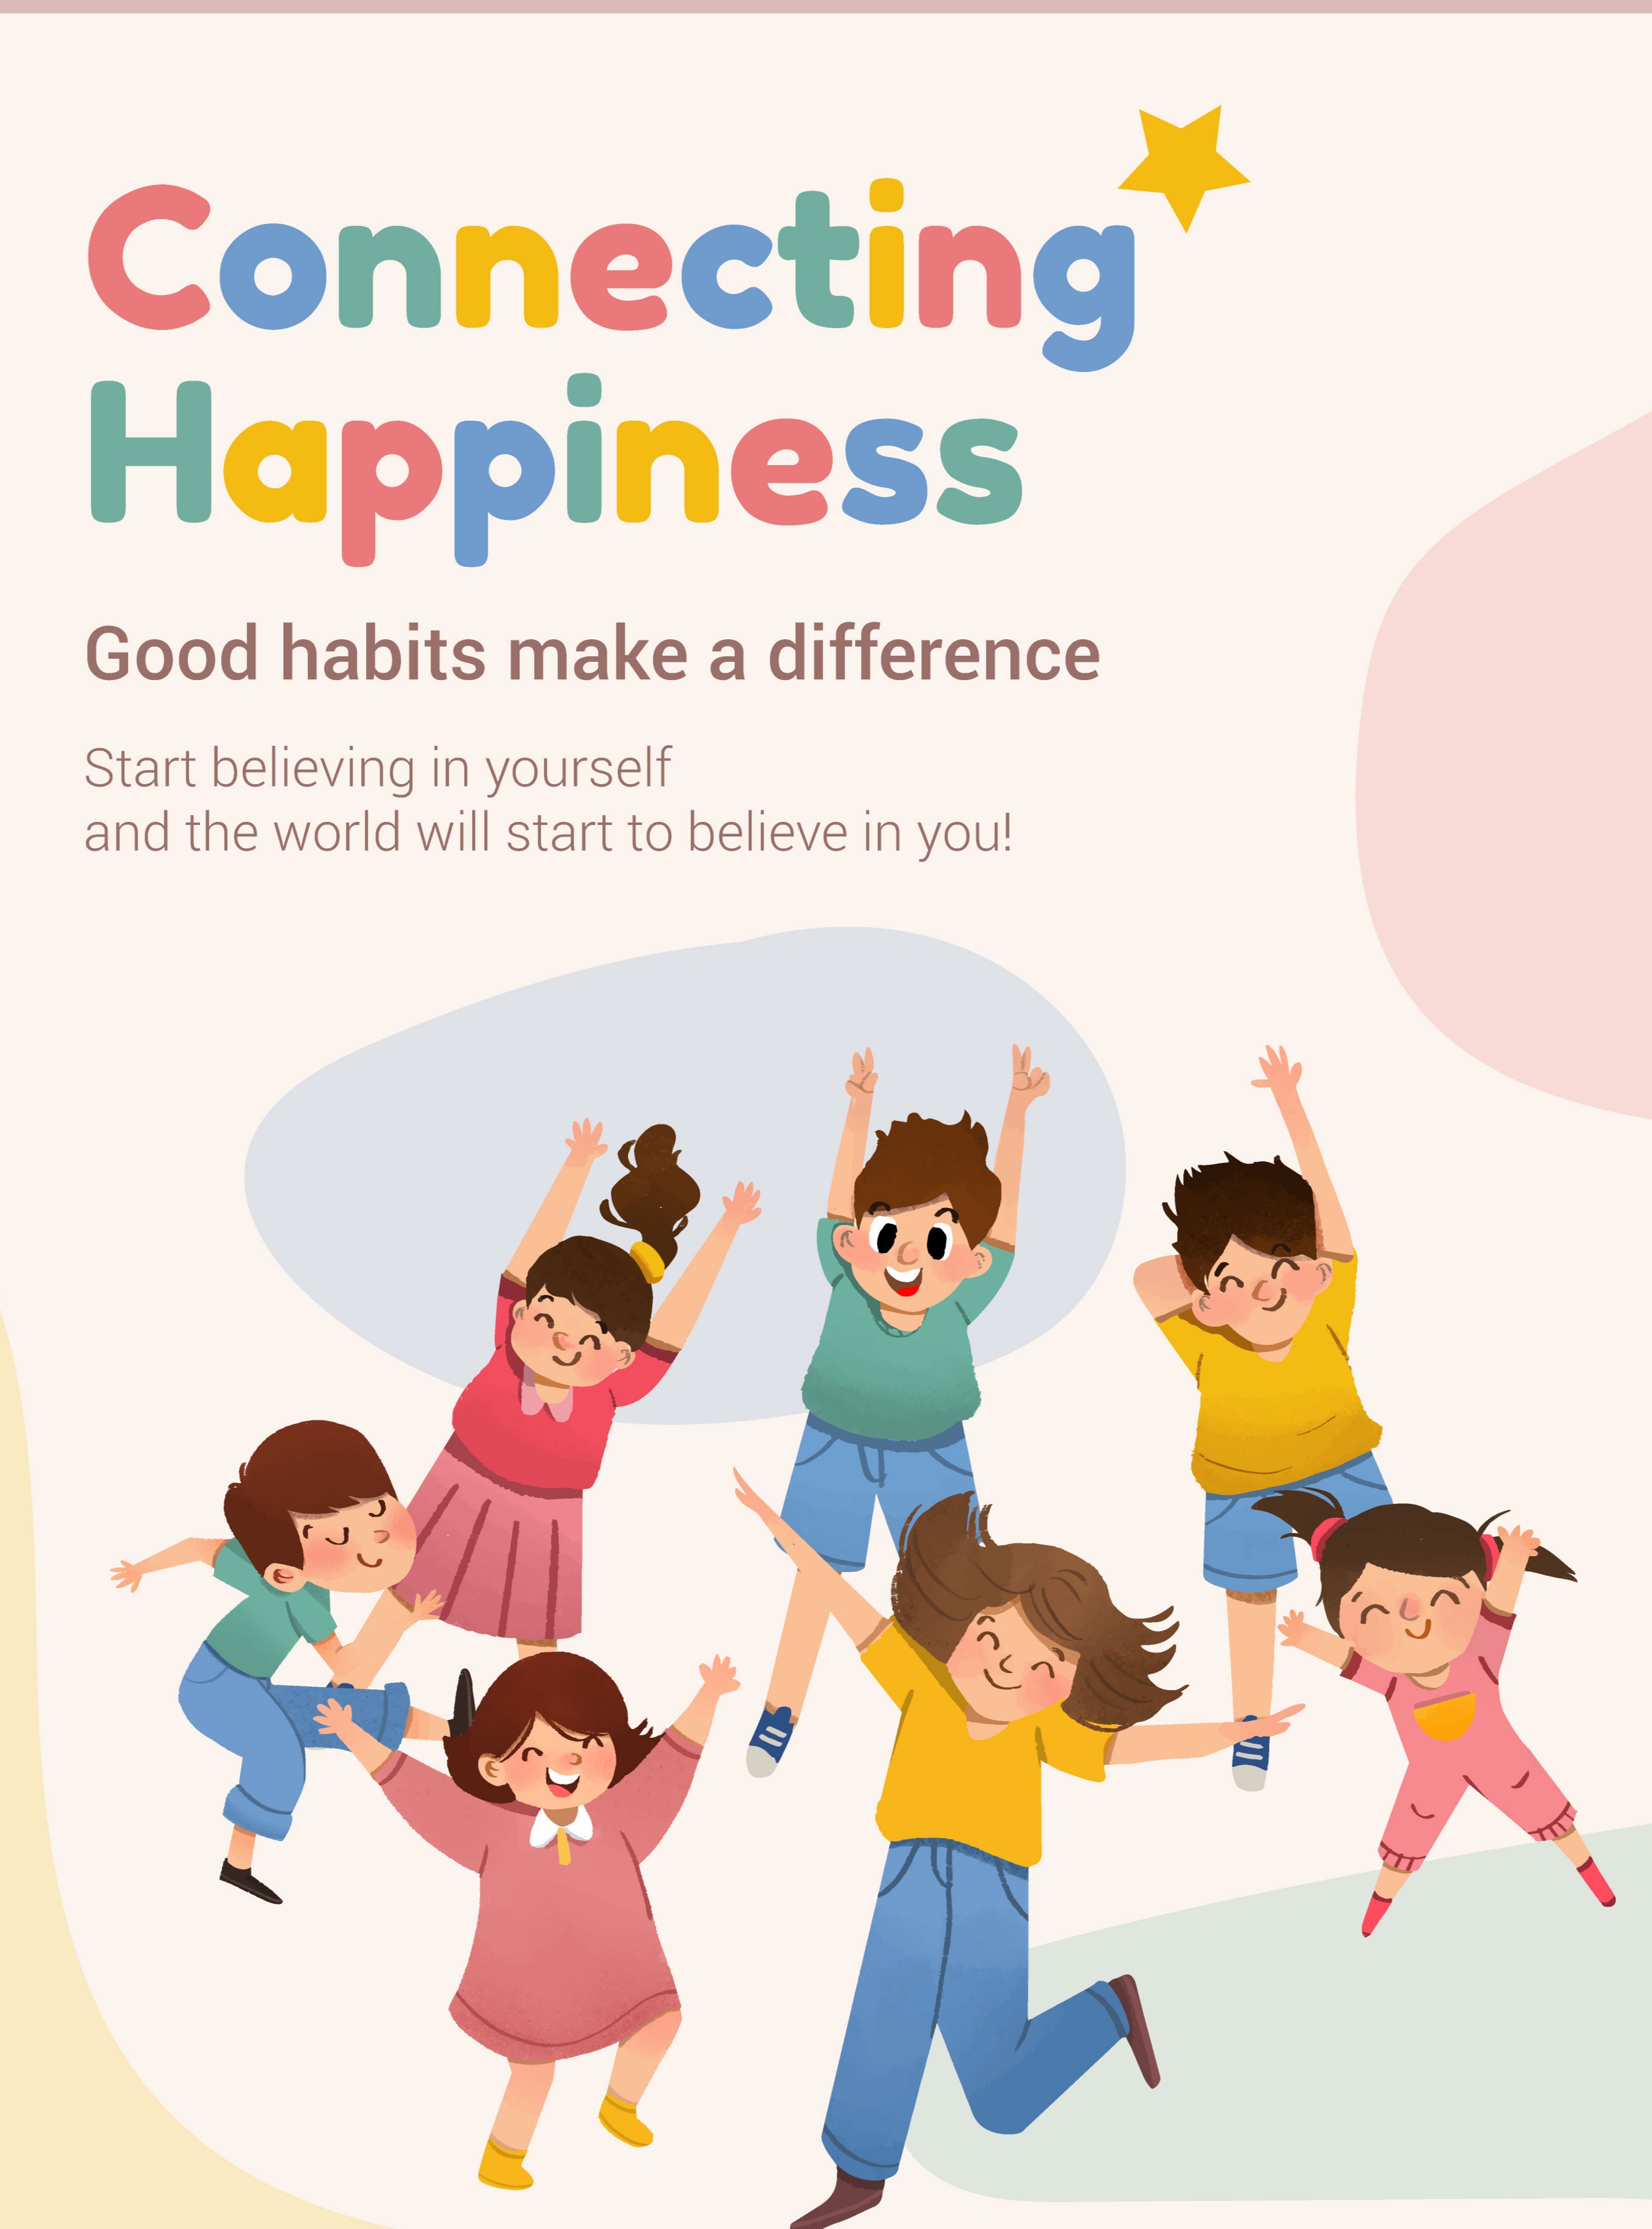 Connecting
Happiness
Good habits make a difference
Start believing in yourself
and the world will start to believe in you!